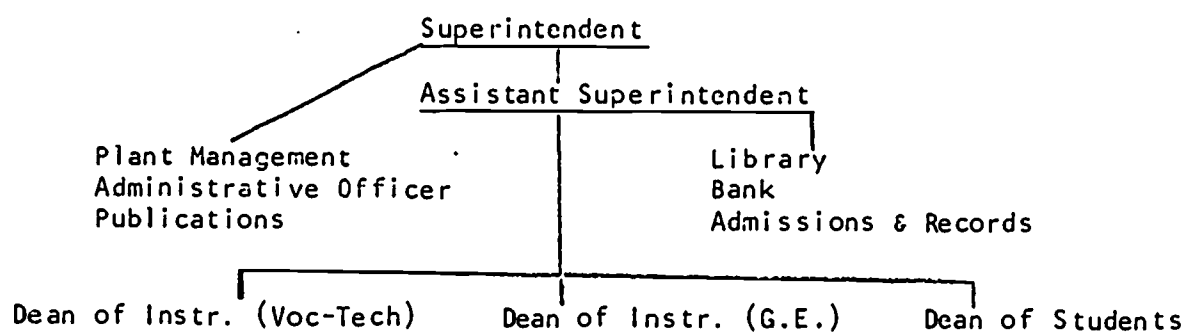 Superintendent
Assistant Superintendent
Plant Management
Administrative Officer
Publications
Library
Bank
Admissions & Records
Dean of Instr. (Voc-Tech) Dean of Instr. (G.E.) Dean of Students